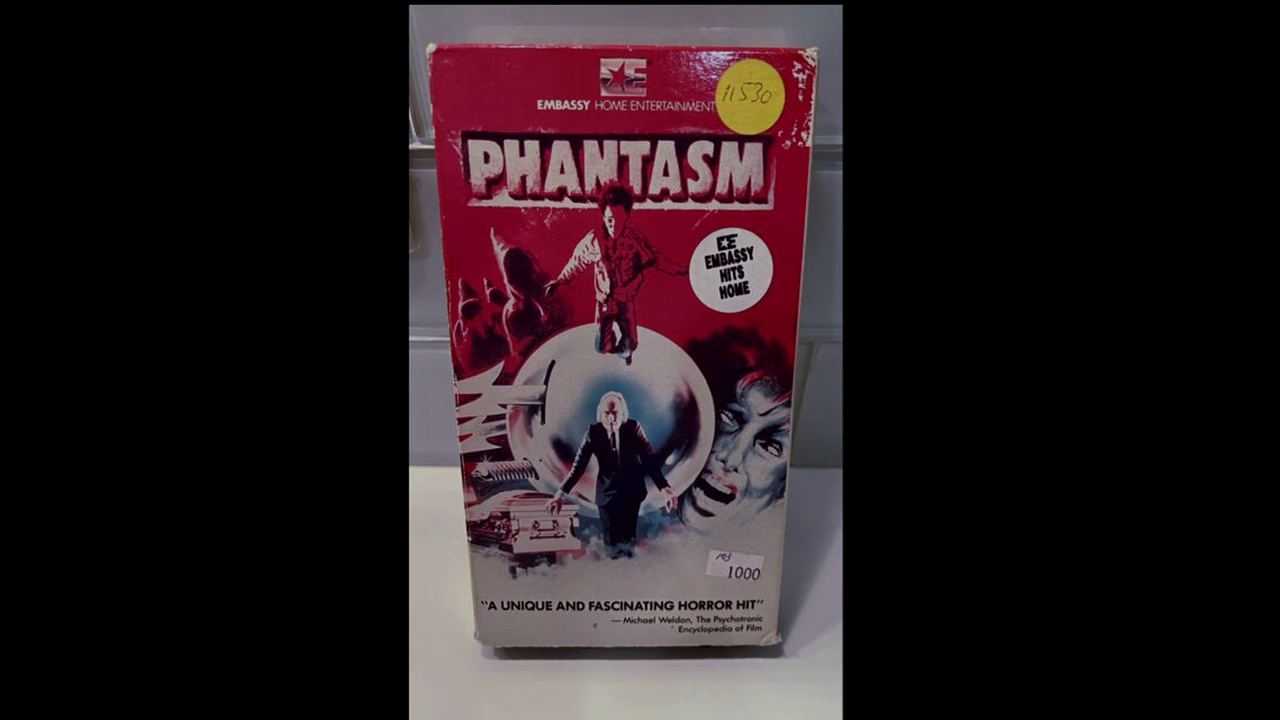 EMBASSY HOME ENTERTAINMENT
11530
PHANTASM
EMBASSY
HITS
HOME
1000
"A UNIQUE AND FASCINATING HORROR HIT"
— Michael Weldon, The Psychotronic
Encyclopedia of Film